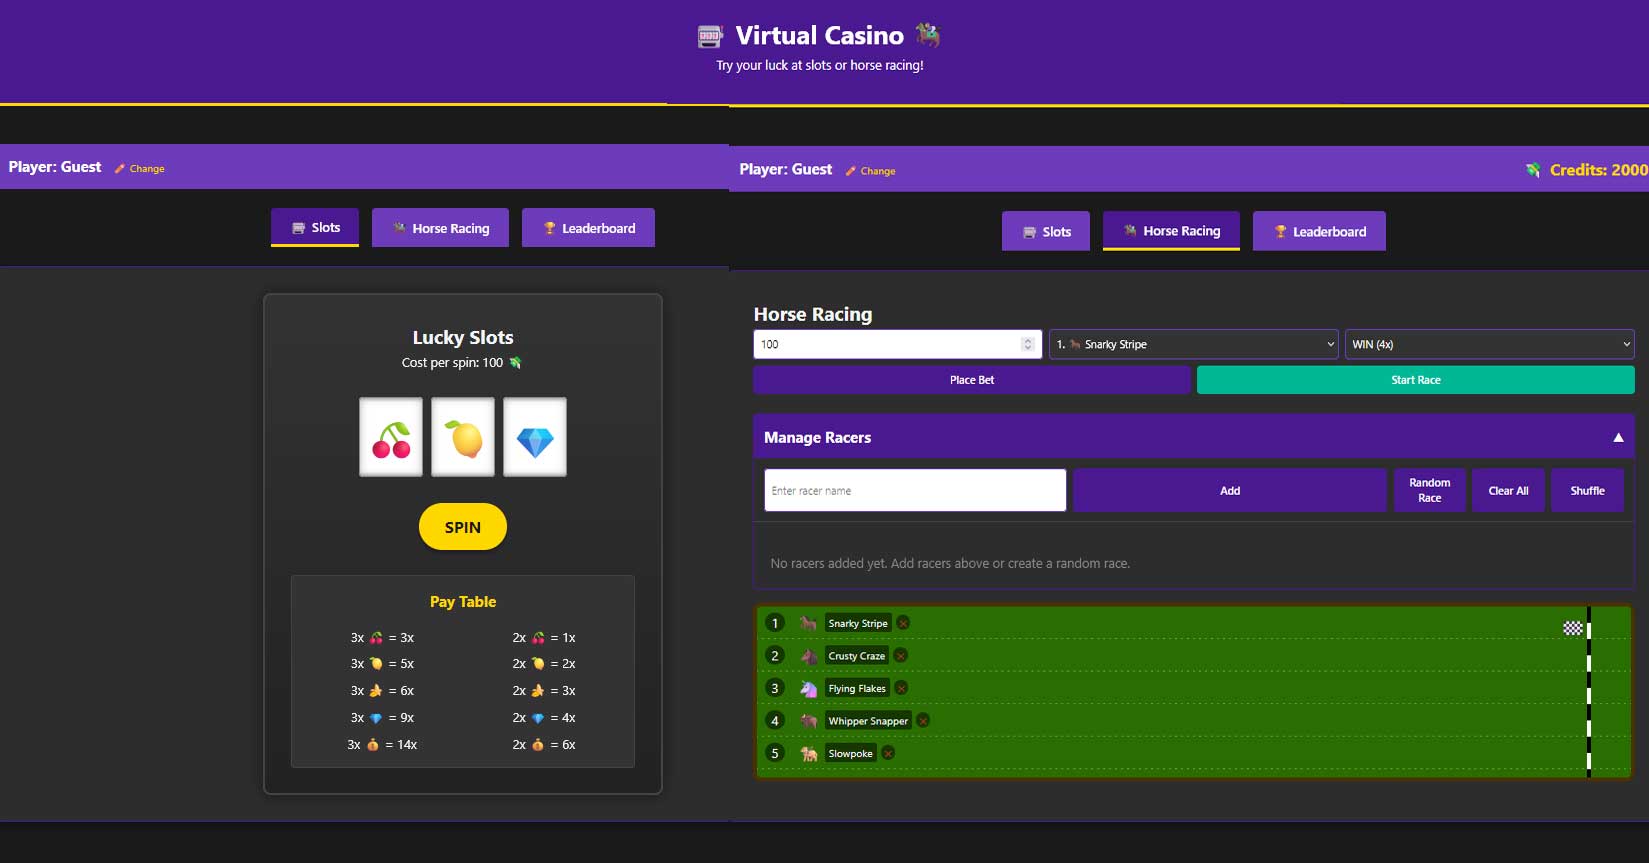 Virtual Casino
Try your luck at slots or horse racing!
Player: Guest Change
Slots Horse Racing Leaderboard
Lucky Slots
Cost per spin: 100
SPIN
Pay Table
3x 🍒 = 3x 2x 🍒 = 1x
3x 🍋 = 5x 2x 🍋 = 2x
3x 🍌 = 6x 2x 🍌 = 3x
3x 💎 = 9x 2x 💎 = 4x
3x 💰 = 14x 2x 💰 = 6x
Player: Guest Change Credits: 2000
Slots Horse Racing Leaderboard
Horse Racing
100 1. Snarky Stripe WIN (4x)
Place Bet Start Race
Manage Racers ▲
Enter racer name Add Random Race Clear All Shuffle
No racers added yet. Add racers above or create a random race.
1 Snarky Stripe ×
2 Crusty Craze ×
3 Flying Flakes ×
4 Whipper Snapper ×
5 Slowpoke ×